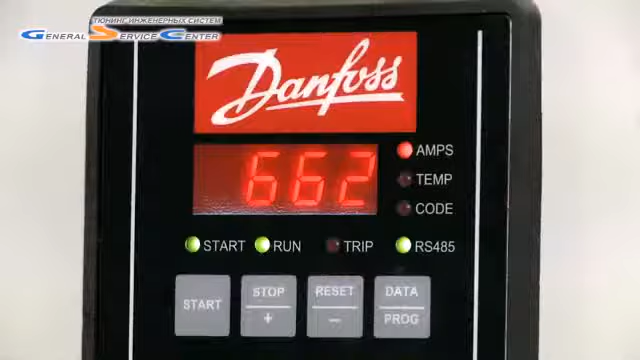 ТЮНИНГ ИНЖЕНЕРНЫХ СИСТЕМ
GENERAL SERVICE CENTER
Danfoss
662
AMPS
TEMP
CODE
START RUN TRIP RS485
START
STOP
+
RESET
-
DATA
PROG